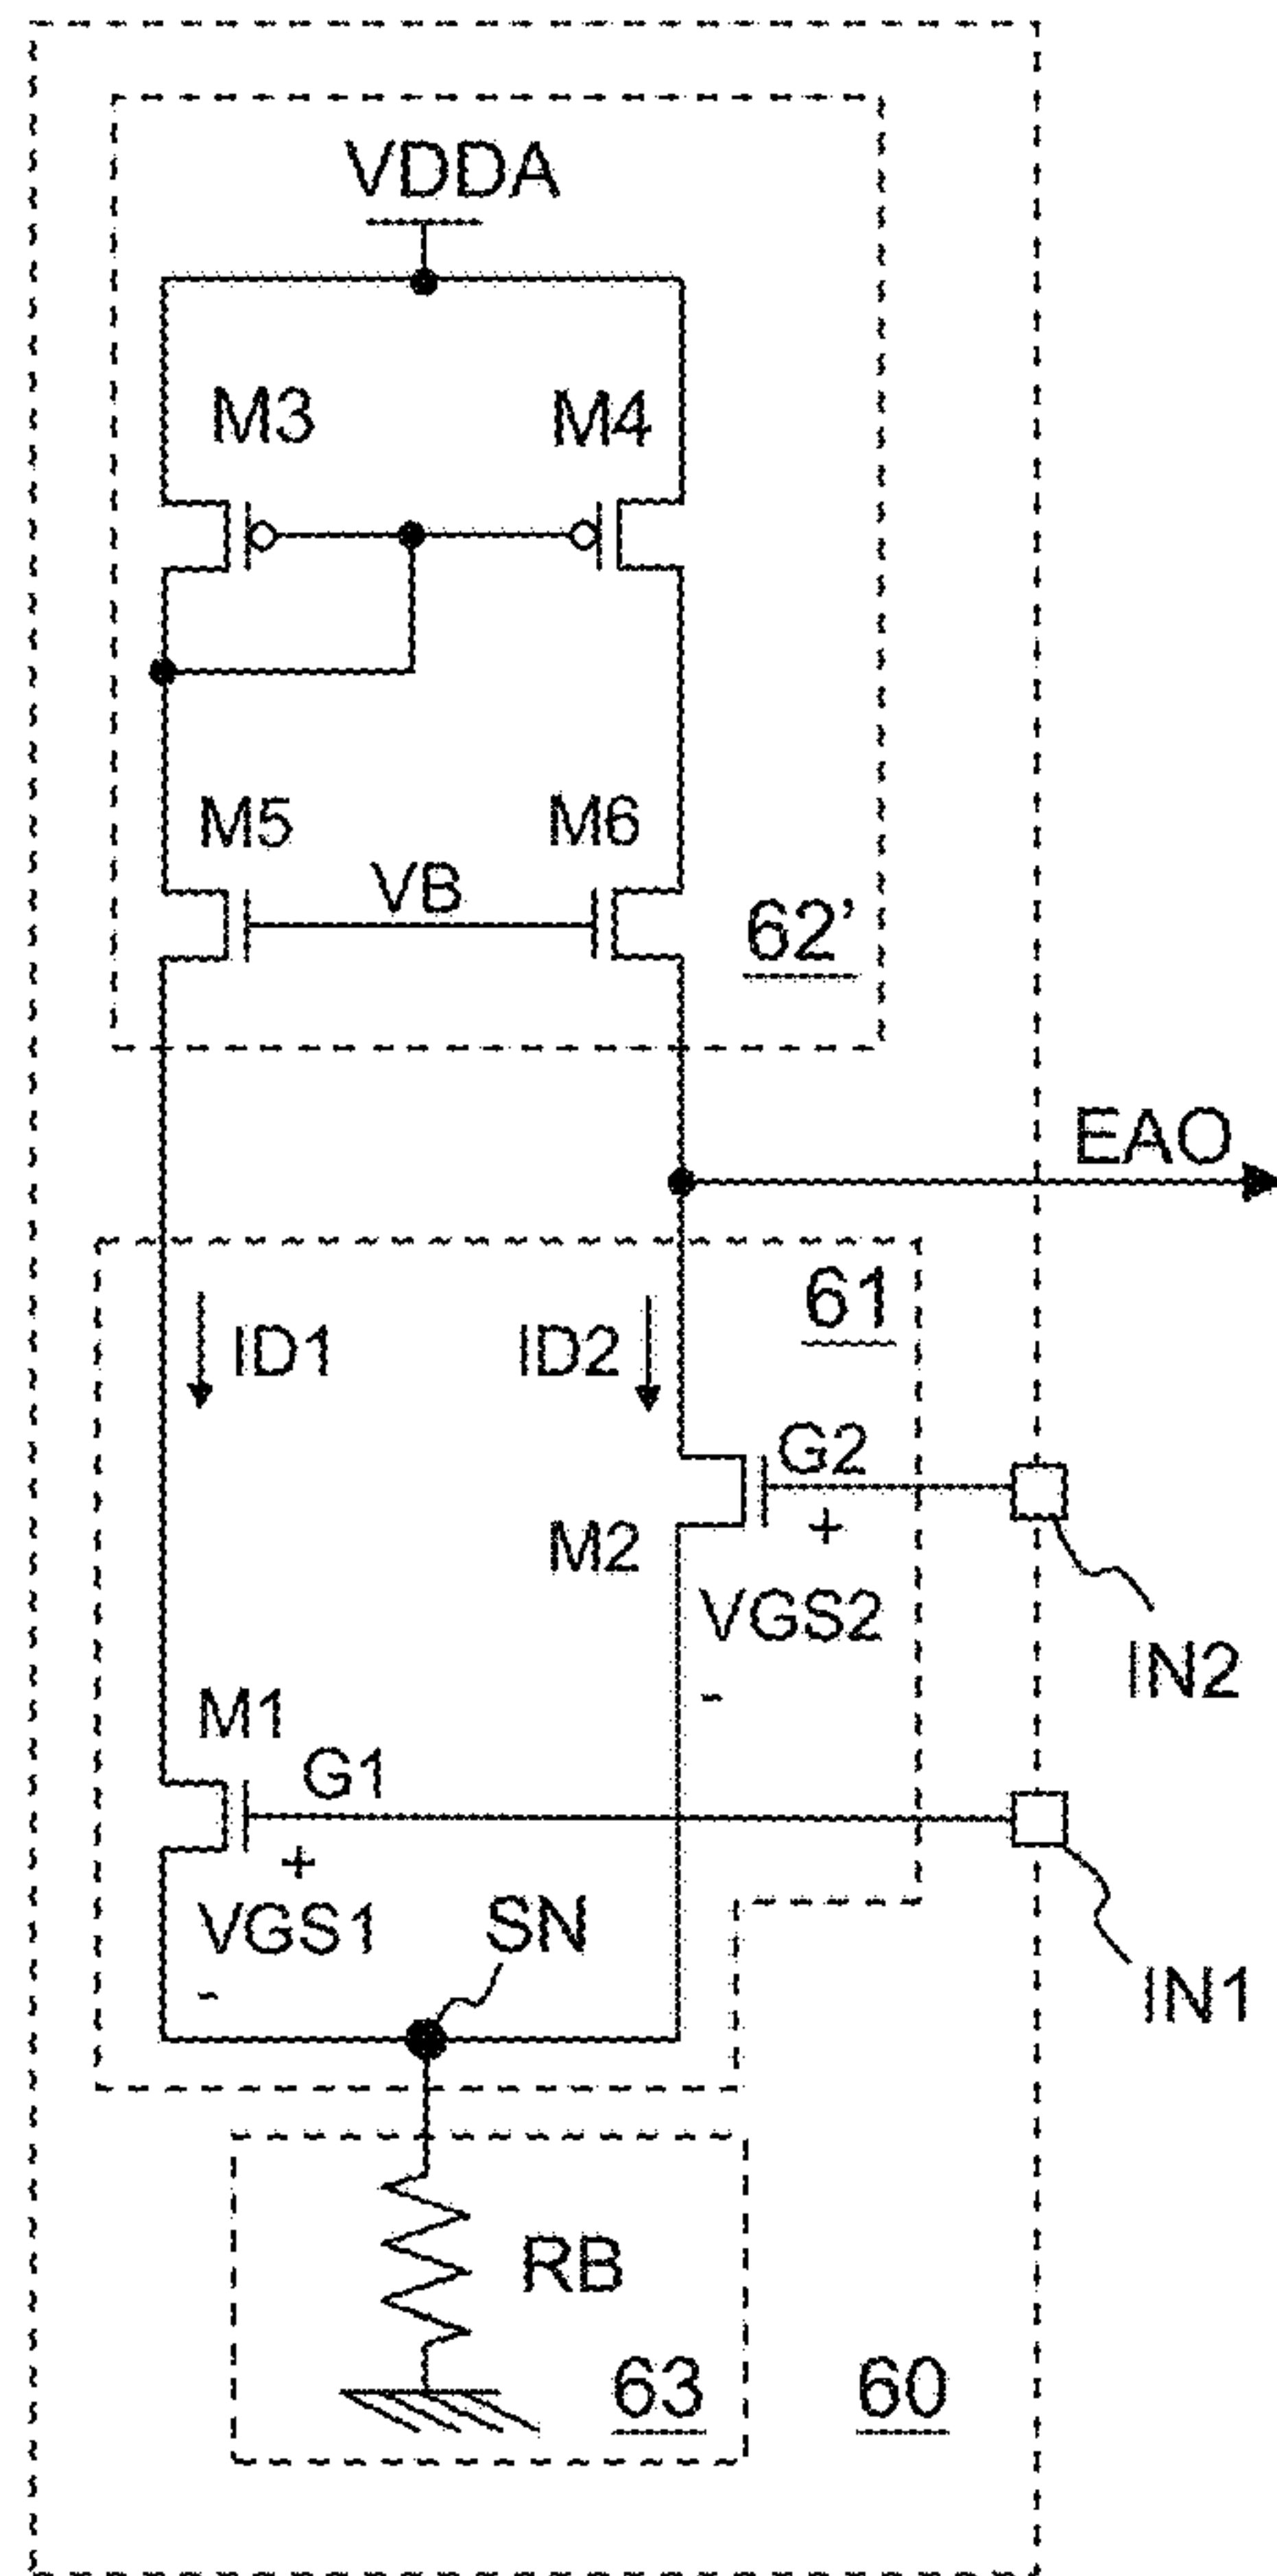 VDDA
M3
M4
M5
M6
VB
62’
EAO
61
ID1
ID2
G2
+
M2
VGS2
-
IN2
M1
G1
+
VGS1
-
SN
IN1
RB
63
60